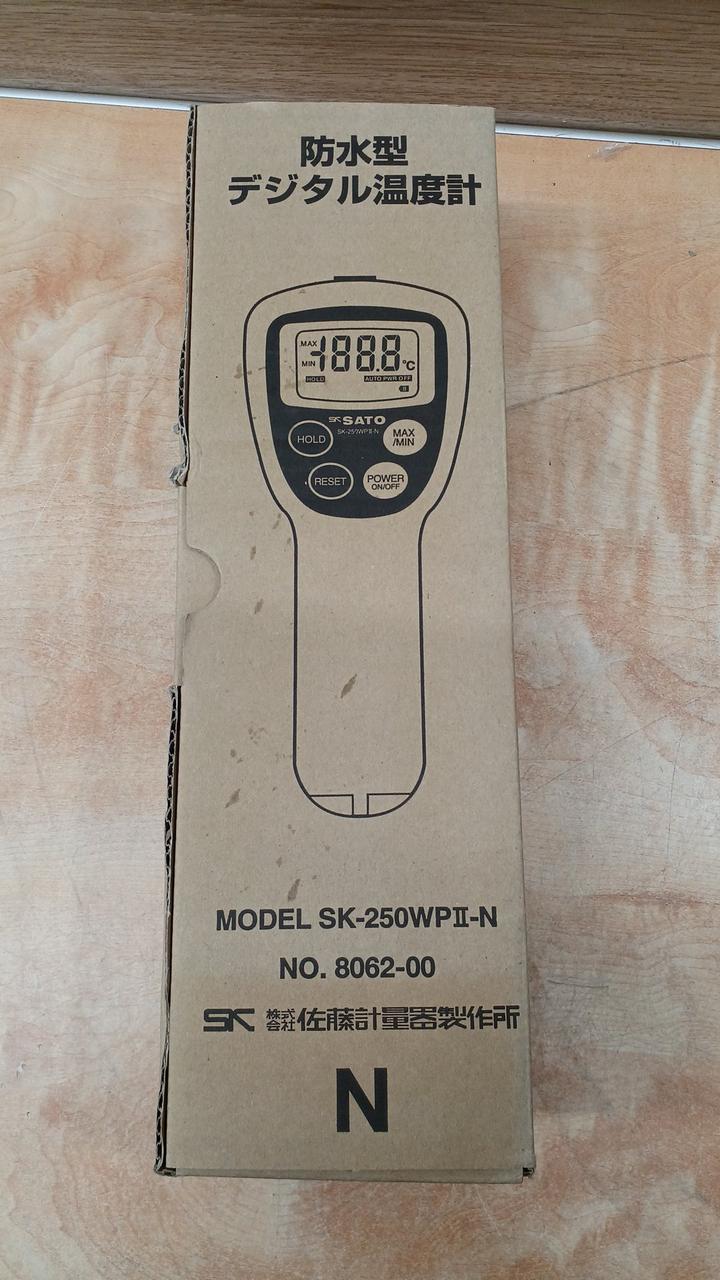 防水型
デジタル温度計
MAX
MIN
-188.8 °C
HOLD AUTO PWR OFF
SK SATO
SK-250WPⅡ-N
HOLD
MAX
/MIN
RESET
POWER
ON/OFF
MODEL SK-250WPⅡ-N
NO. 8062-00
SK 株式会社 佐藤計量器製作所
N